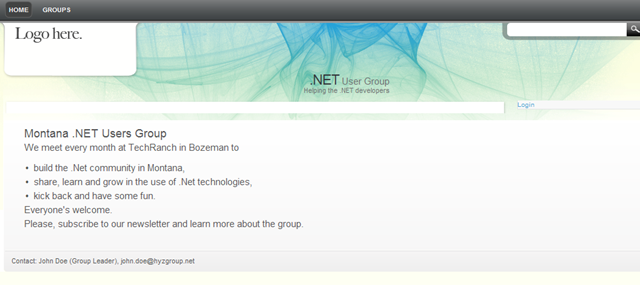 HOME GROUPS
Logo here.
.NET User Group
Helping the .NET developers
Login
Montana .NET Users Group
We meet every month at TechRanch in Bozeman to
• build the .Net community in Montana,
• share, learn and grow in the use of .Net technologies,
• kick back and have some fun.
Everyone's welcome.
Please, subscribe to our newsletter and learn more about the group.
Contact: John Doe (Group Leader), john.doe@hyzgroup.net